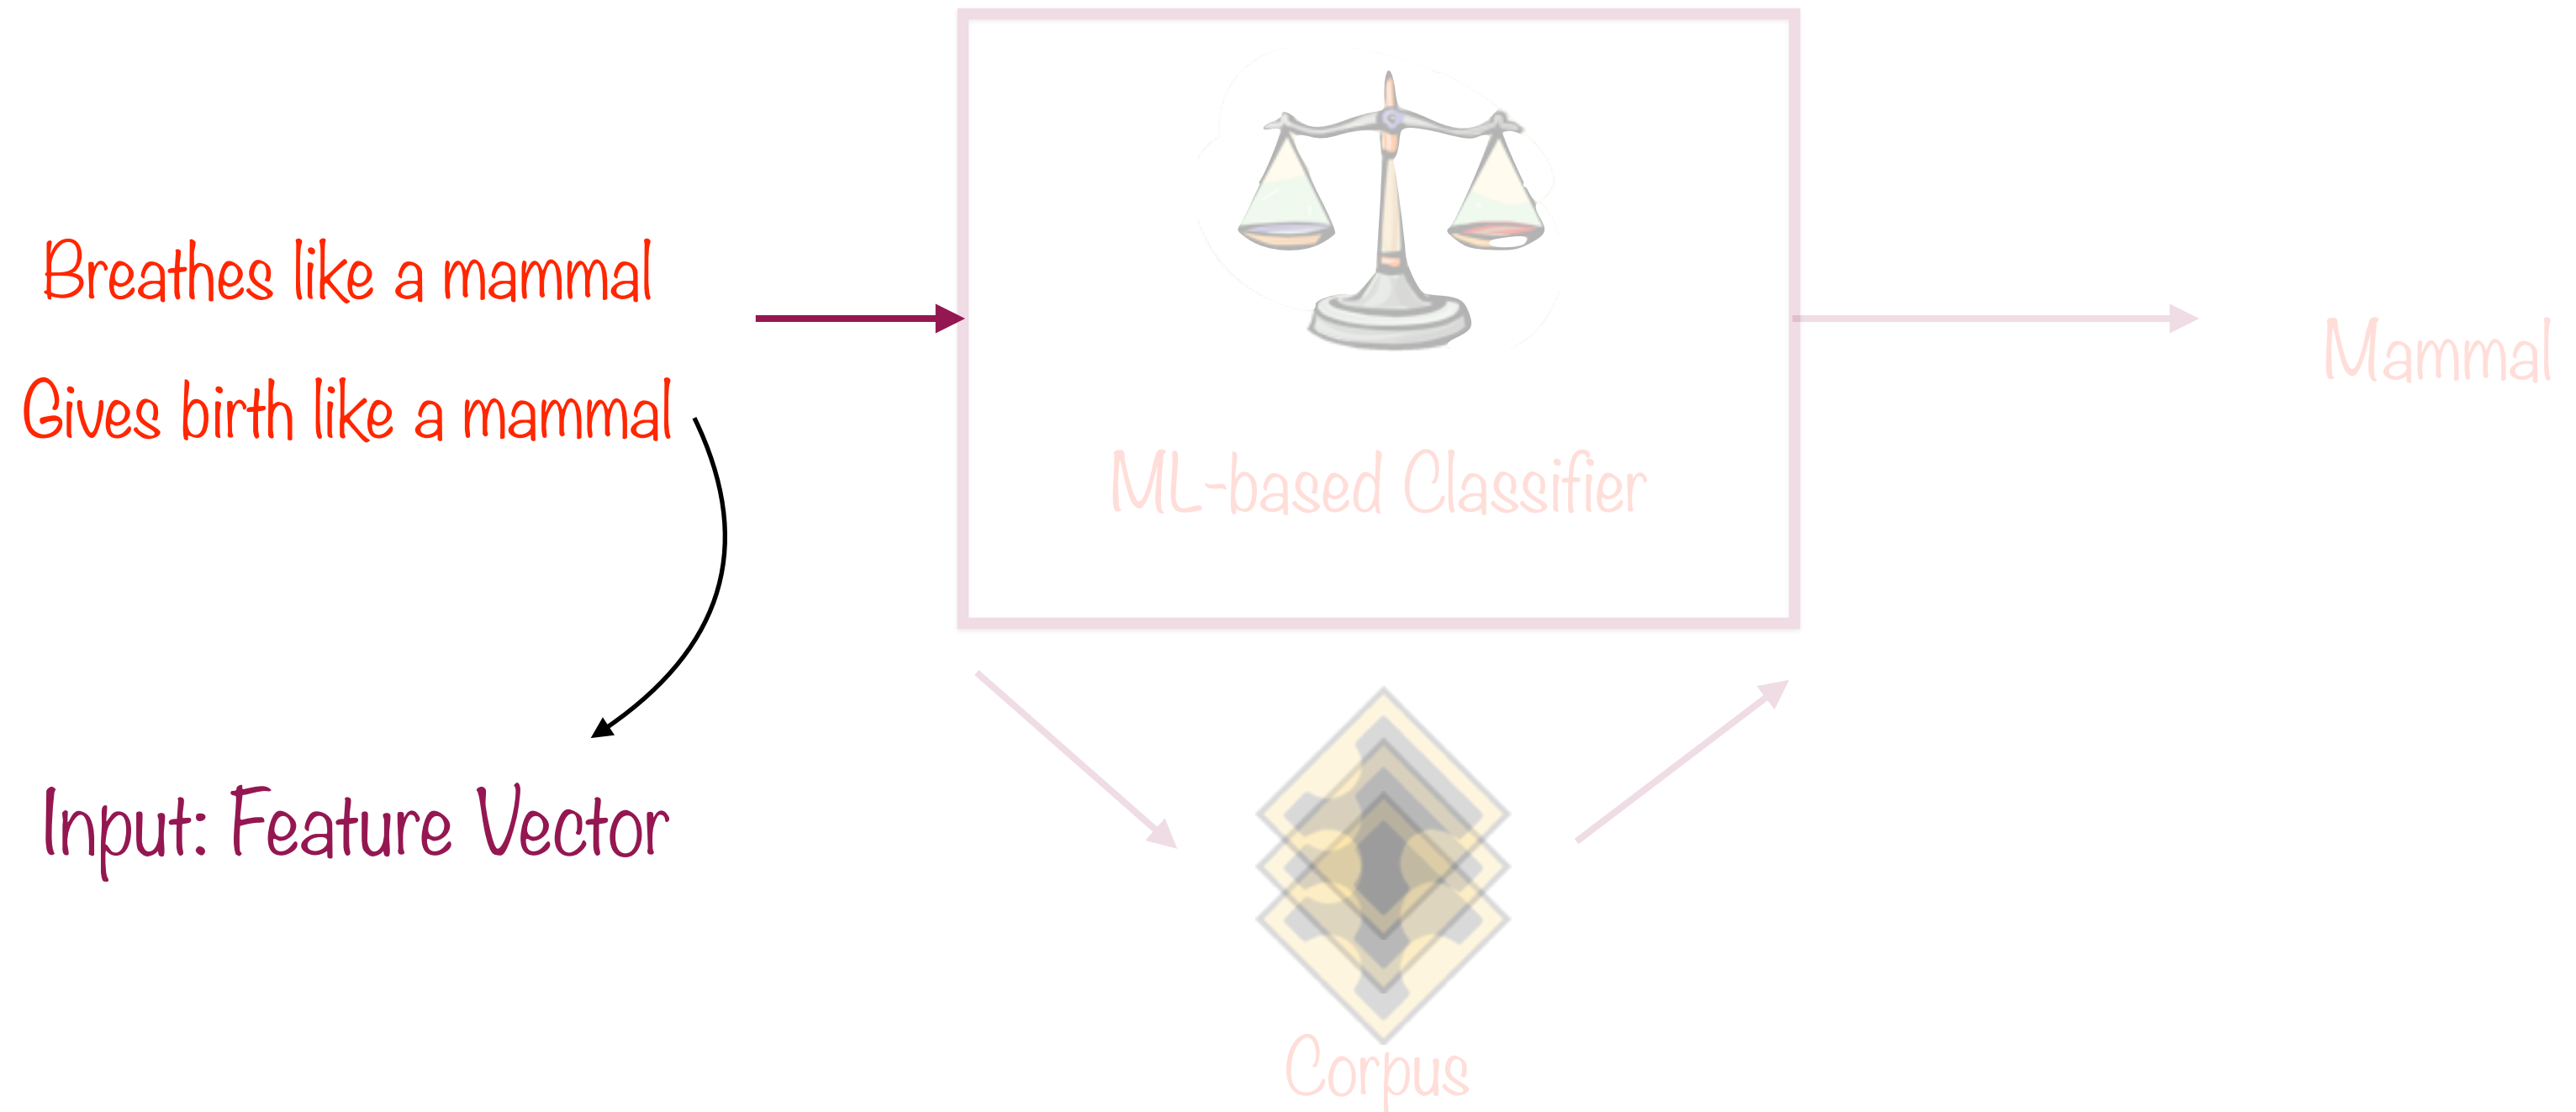 Breathes like a mammal
Gives birth like a mammal
Input: Feature Vector
ML-based Classifier
Corpus
Mammal